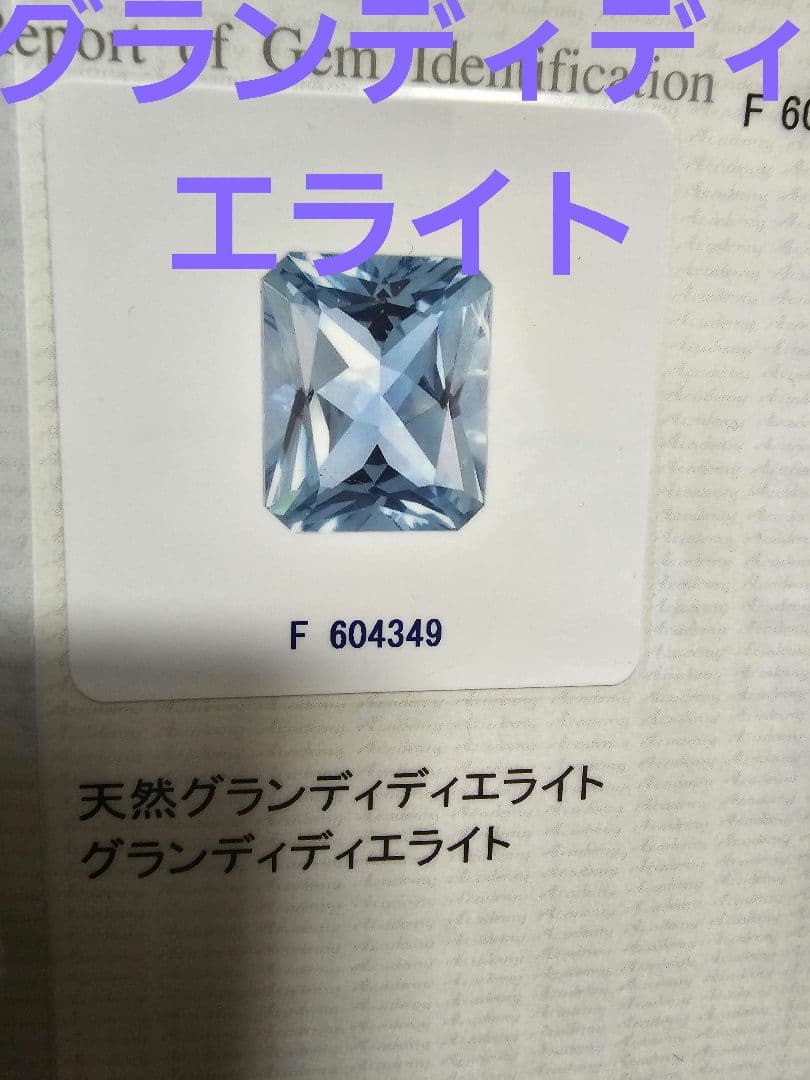 グランディディ
エライト
Report of Gem Identification
F 60
F 604349
天然グランディディエライト
グランディディエライト
Academy